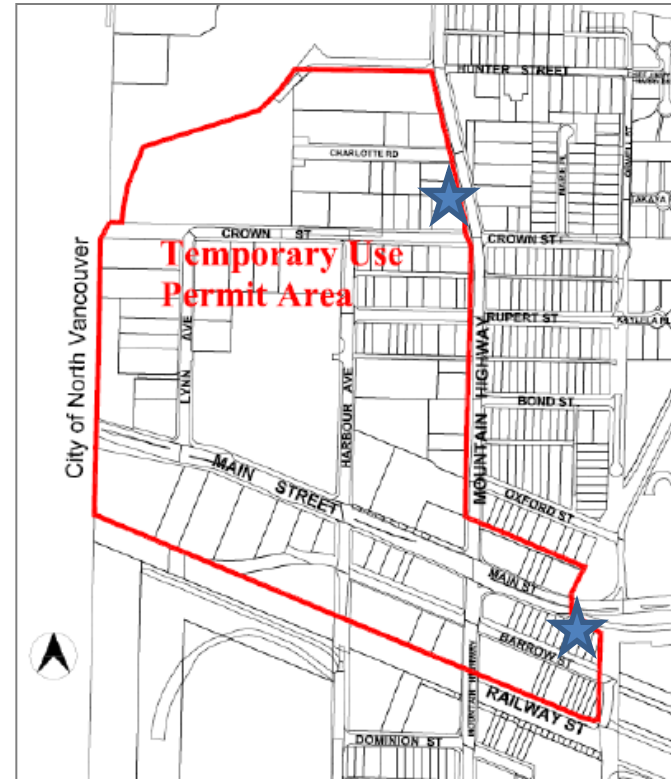 HUNTER STREET
CHARLOTTE RD
CROWN ST
CROWN ST
Temporary Use
Permit Area
RUPERT ST
City of North Vancouver
LYNN AVE
HARBOUR AVE
MOUNTAIN HIGHWAY
BOND ST.
MAIN STREET
OXFORD ST
MAIN ST
BARROW ST
MOUNTAIN HIGHWAY
RAILWAY ST
DOMINION ST